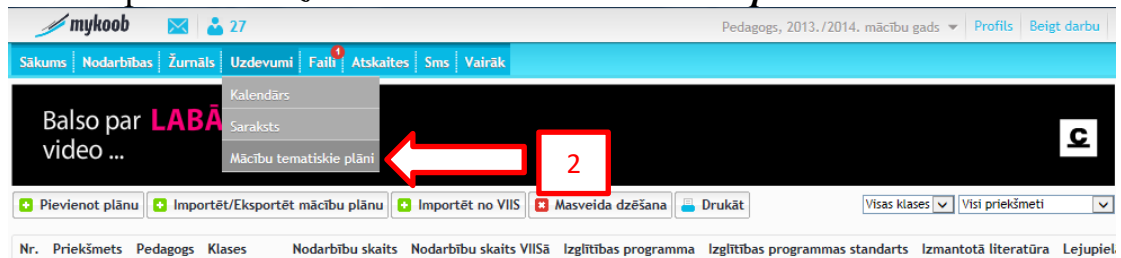 mykoob 27 Pedagogs, 2013./2014. mācību gads Profils Beigt darbu
Sākums Nodarbības Žurnāls Uzdevumi Faili 1 Atskaites Sms Vairāk
Kalendārs
Balso par LABĀ
Saraksts
video ...
Mācību tematiskie plāni
2
C
Pievienot plānu Importēt/Eksportēt mācību plānu Importēt no VIIS Masveida dzēšana Drukāt Visas klases Visi priekšmeti
Nr. Priekšmets Pedagogs Klases Nodarbību skaits Nodarbību skaits VIISā Izglītības programma Izglītības programmas standarts Izmantotā literatūra Lejupiel